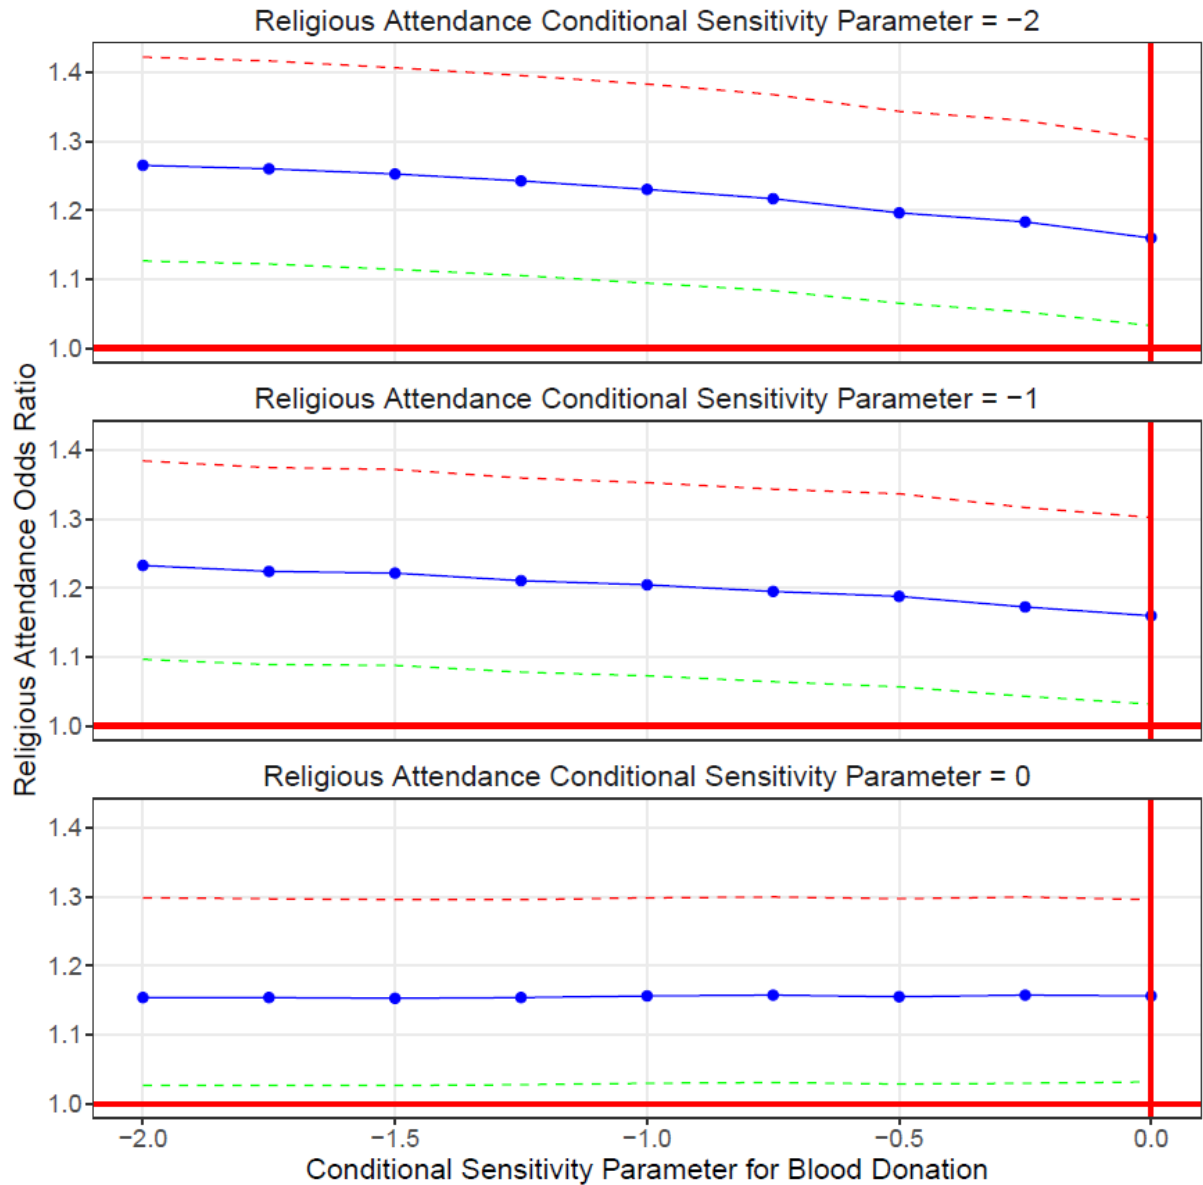 Religious Attendance Conditional Sensitivity Parameter = −2
1.4
1.3
1.2
1.1
1.0
Religious Attendance Conditional Sensitivity Parameter = −1
1.4
1.3
1.2
1.1
1.0
Religious Attendance Odds Ratio
Religious Attendance Conditional Sensitivity Parameter = 0
1.4
1.3
1.2
1.1
1.0
−2.0 −1.5 −1.0 −0.5 0.0
Conditional Sensitivity Parameter for Blood Donation